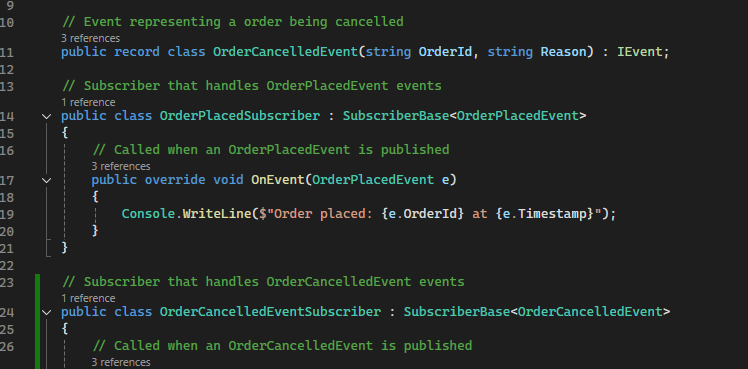 9
10 // Event representing a order being cancelled
3 references
11 public record class OrderCancelledEvent(string OrderId, string Reason) : IEvent;
12
13 // Subscriber that handles OrderPlacedEvent events
1 reference
14 public class OrderPlacedSubscriber : SubscriberBase<OrderPlacedEvent>
15 {
16 // Called when an OrderPlacedEvent is published
3 references
17 public override void OnEvent(OrderPlacedEvent e)
18 {
19 Console.WriteLine($"Order placed: {e.OrderId} at {e.Timestamp}");
20 }
21 }
22
23 // Subscriber that handles OrderCancelledEvent events
1 reference
24 public class OrderCancelledEventSubscriber : SubscriberBase<OrderCancelledEvent>
25 {
26 // Called when an OrderCancelledEvent is published
3 references